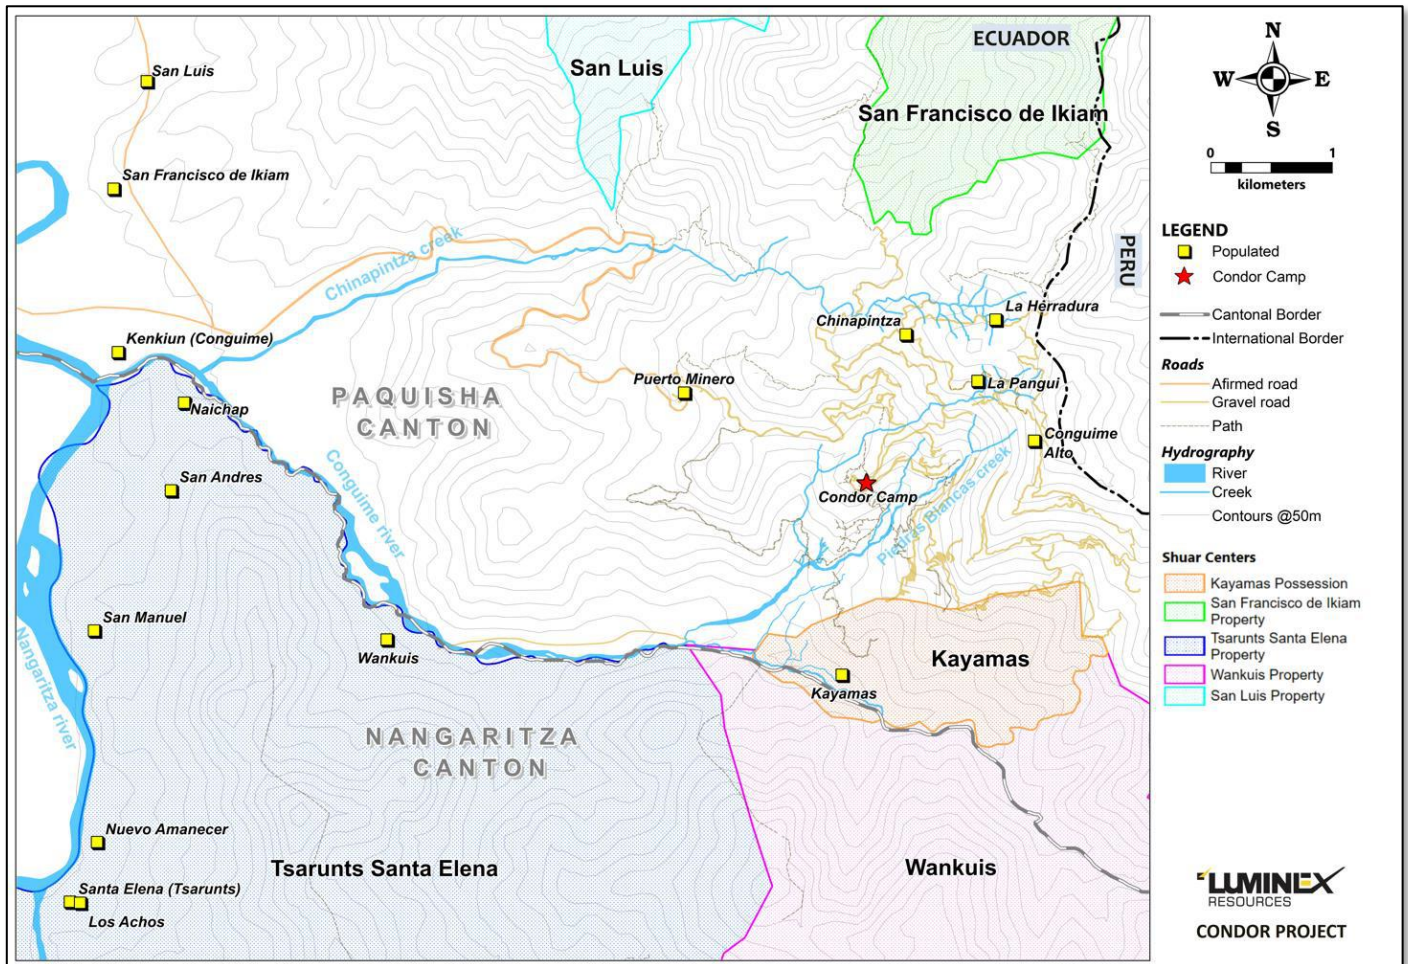 ECUADOR
San Luis
San Luis
San Francisco de Ikiam
San Francisco de Ikiam
PERU
Chinapintza creek
Kenkiun (Conguime)
Naichap
PAQUISHA
CANTON
Puerto Minero
Chinapintza
La Herradura
La Pangui
Conguime
Alto
San Andres
Conguime river
Condor Camp
Piedras Blancas creek
San Manuel
Nangaritza river
Wankuis
Kayamas
Kayamas
NANGARITZA
CANTON
Nuevo Amanecer
Tsarunts Santa Elena
Wankuis
Santa Elena (Tsarunts)
Los Achos
N
W E
S
0 1
kilometers
LEGEND
Populated
Condor Camp
Cantonal Border
International Border
Roads
Afirmed road
Gravel road
Path
Hydrography
River
Creek
Contours @50m
Shuar Centers
Kayamas Possession
San Francisco de Ikiam
Property
Tsarunts Santa Elena
Property
Wankuis Property
San Luis Property
LUMINEX
RESOURCES
CONDOR PROJECT